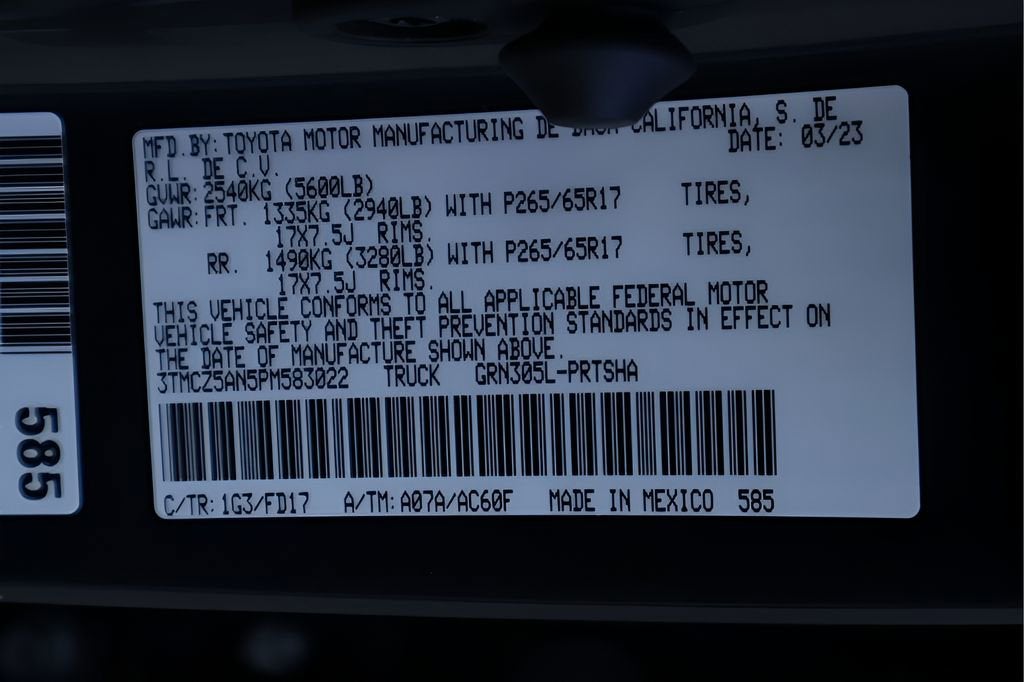 MFD.BY: TOYOTA MOTOR MANUFACTURING DE CALIFORNIA, S. DE
R.L. DE C.V. DATE: 03/23
GVWR: 2540KG (5600LB)
GAWR: FRT. 1335KG (2940LB) WITH P265/65R17 TIRES,
17X7.5J RIMS.
RR. 1490KG (3280LB) WITH P265/65R17 TIRES,
17X7.5J RIMS.
THIS VEHICLE CONFORMS TO ALL APPLICABLE FEDERAL MOTOR
VEHICLE SAFETY AND THEFT PREVENTION STANDARDS IN EFFECT ON
THE DATE OF MANUFACTURE SHOWN ABOVE.
3TMCZ5AN5PM583022 TRUCK GRN305L-PRTSHA
C/TR: 1G3/FD17 A/TM: A07A/AC60F MADE IN MEXICO 585
585